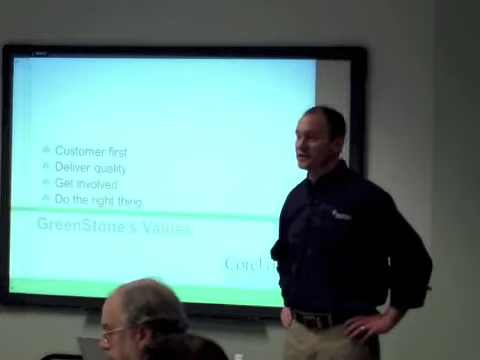 Customer first
Deliver quality
Get involved
Do the right thing
GreenStone's Values